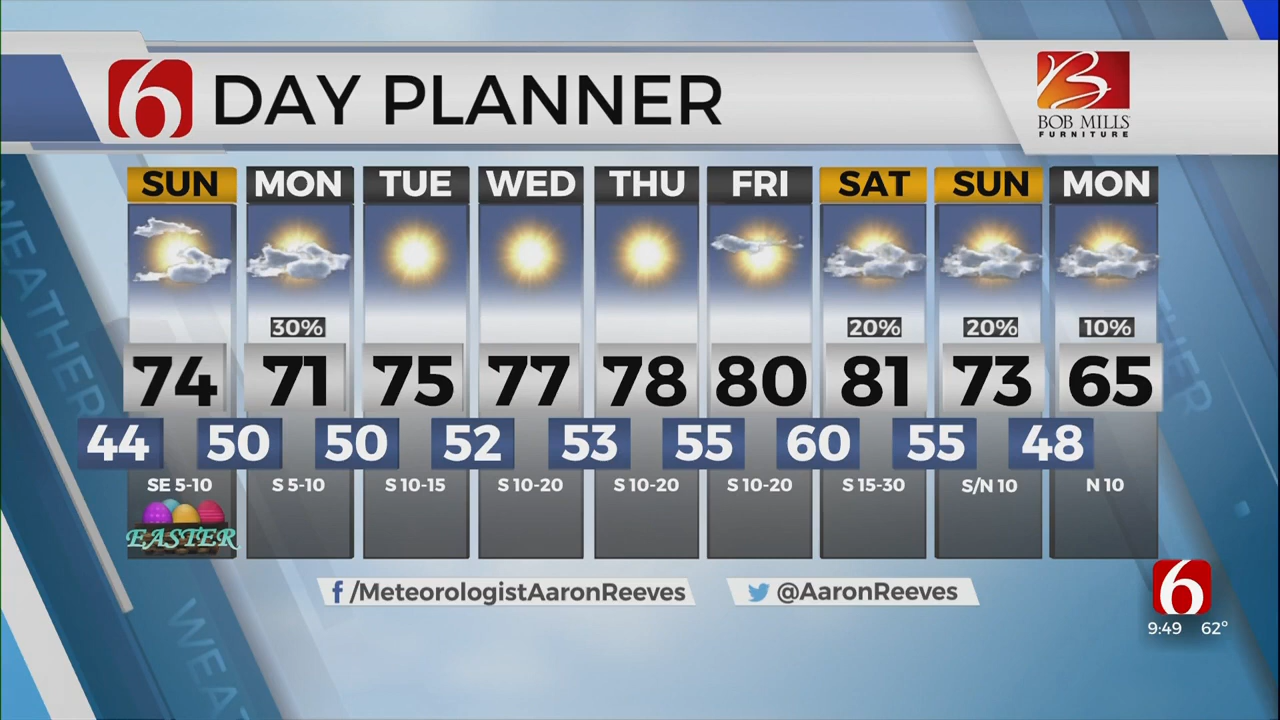 6 DAY PLANNER
BOB MILLS
FURNITURE
SUN MON TUE WED THU FRI SAT SUN MON
30% 20% 20% 10%
74 71 75 77 78 80 81 73 65
44 50 50 52 53 55 60 55 48
SE 5-10 S 5-10 S 10-15 S 10-20 S 10-20 S 10-20 S 15-30 S/N 10 N 10
EASTER
f /MeteorologistAaronReeves @AaronReeves
6
9:49 62°
WEATHER
WEATHER